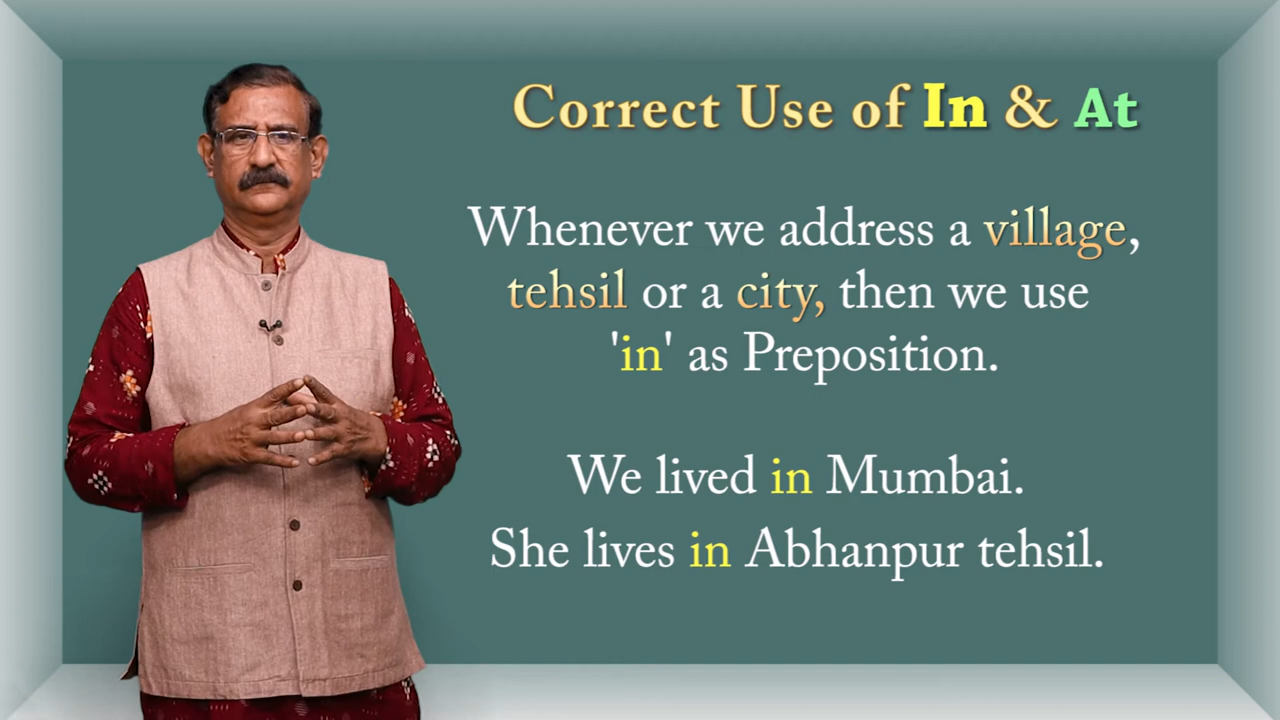 Correct Use of In & At
Whenever we address a village,
tehsil or a city, then we use
'in' as Preposition.
We lived in Mumbai.
She lives in Abhanpur tehsil.